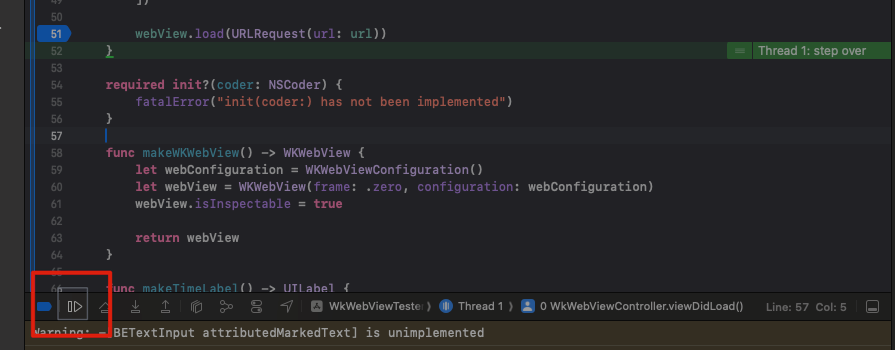 50 ])
51 webView.load(URLRequest(url: url))
52 } = Thread 1: step over
53
54 required init?(coder: NSCoder) {
55 fatalError("init(coder:) has not been implemented")
56 }
57
58 func makeWKWebView() -> WKWebView {
59 let webConfiguration = WKWebViewConfiguration()
60 let webView = WKWebView(frame: .zero, configuration: webConfiguration)
61 webView.isInspectable = true
62
63 return webView
64 }
65
66 func makeTimeLabel() -> UILabel {
WkWebViewTester Thread 1 0 WkWebViewController.viewDidLoad() Line: 57 Col: 5
Warning: -[BETextInput attributedMarkedText] is unimplemented